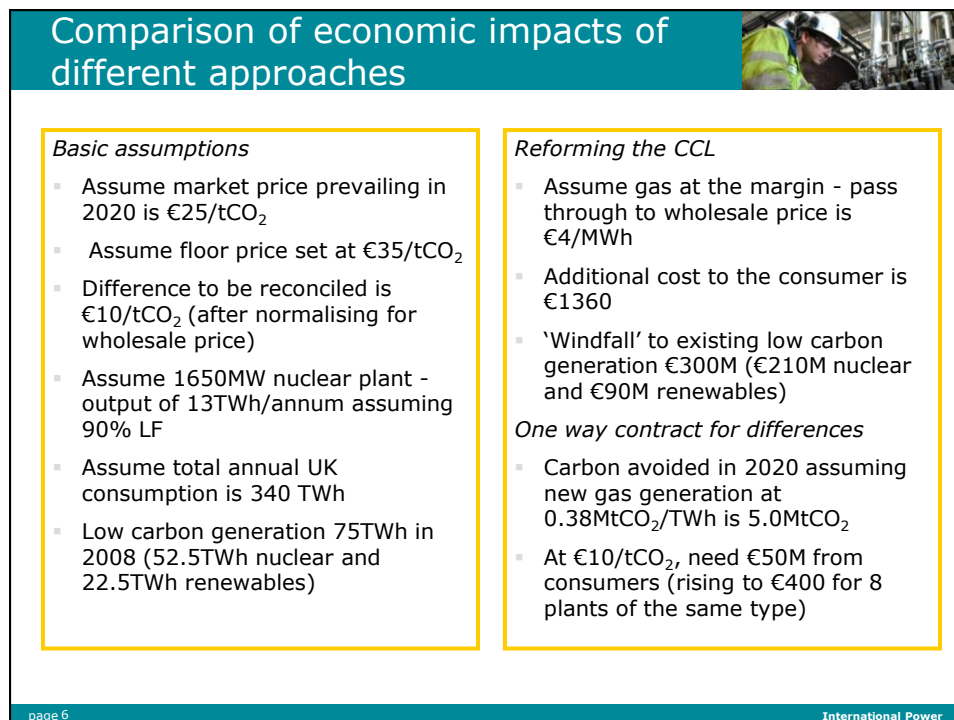 Comparison of economic impacts of
different approaches
Basic assumptions
Assume market price prevailing in
2020 is €25/tCO₂
Assume floor price set at €35/tCO₂
Difference to be reconciled is
€10/tCO₂ (after normalising for
wholesale price)
Assume 1650MW nuclear plant -
output of 13TWh/annum assuming
90% LF
Assume total annual UK
consumption is 340 TWh
Low carbon generation 75TWh in
2008 (52.5TWh nuclear and
22.5TWh renewables)
Reforming the CCL
Assume gas at the margin - pass
through to wholesale price is
€4/MWh
Additional cost to the consumer is
€1360
‘Windfall’ to existing low carbon
generation €300M (€210M nuclear
and €90M renewables)
One way contract for differences
Carbon avoided in 2020 assuming
new gas generation at
0.38MtCO₂/TWh is 5.0MtCO₂
At €10/tCO₂, need €50M from
consumers (rising to €400 for 8
plants of the same type)
page 6
International Power